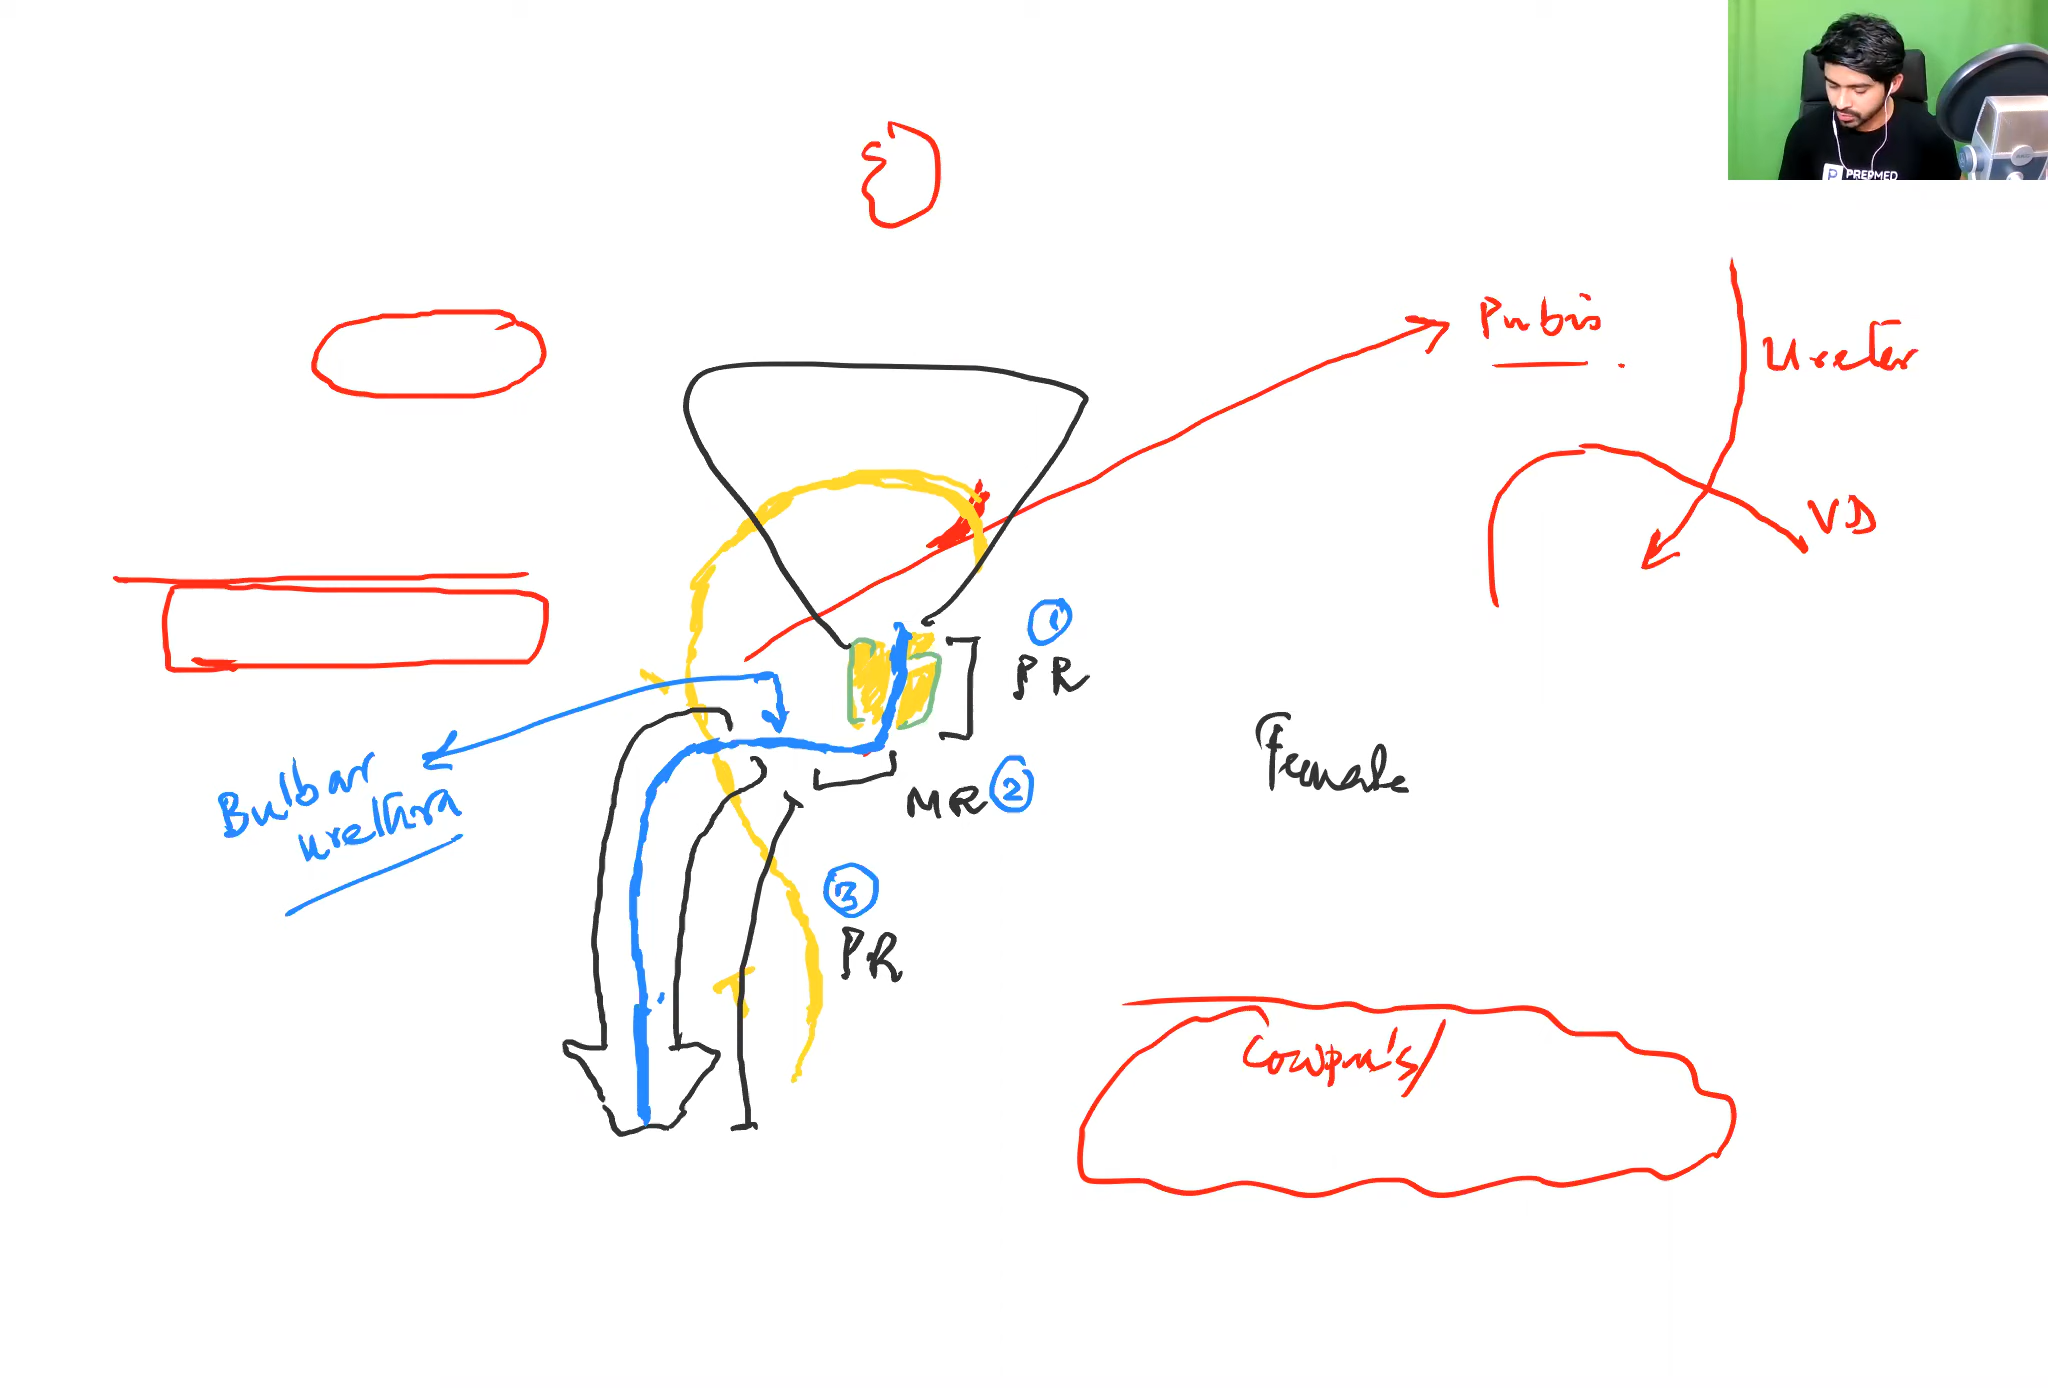 Pubis
Ureter
VD
1
PR
Bulbar
urethra
MR 2
Female
3
PR
Cowper's/
P PREPMED